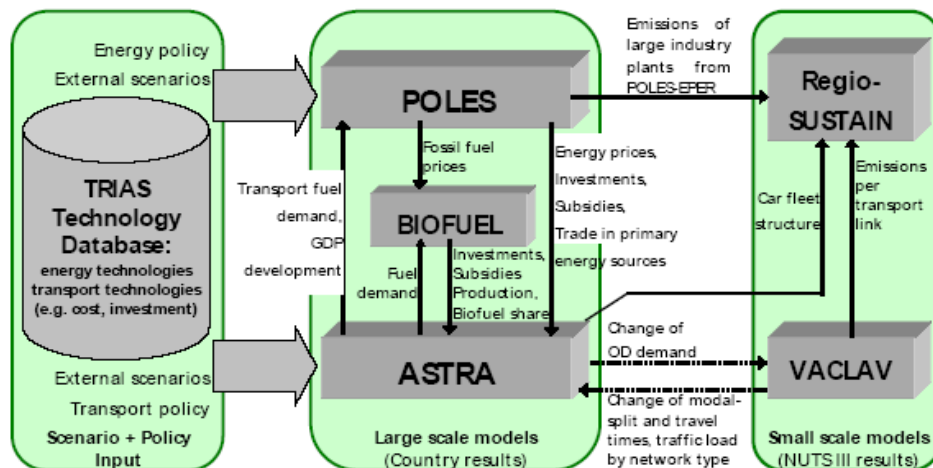 Energy policy
External scenarios
TRIAS
Technology
Database:
energy technologies
transport technologies
(e.g. cost, investment)
External scenarios
Transport policy
Scenario + Policy
Input
POLES
Fossil fuel
prices
Transport fuel
demand,
GDP
development
BIOFUEL
Fuel
demand
Investments,
Subsidies
Production,
Biofuel share
Energy prices,
Investments,
Subsidies,
Trade in primary
energy sources
ASTRA
Large scale models
(Country results)
Emissions of
large industry
plants from
POLES-EPER
Regio-
SUSTAIN
Car fleet
structure
Emissions
per
transport
link
Change of
OD demand
VACLAV
Change of modal-
split and travel
times, traffic load
by network type
Small scale models
(NUTS III results)